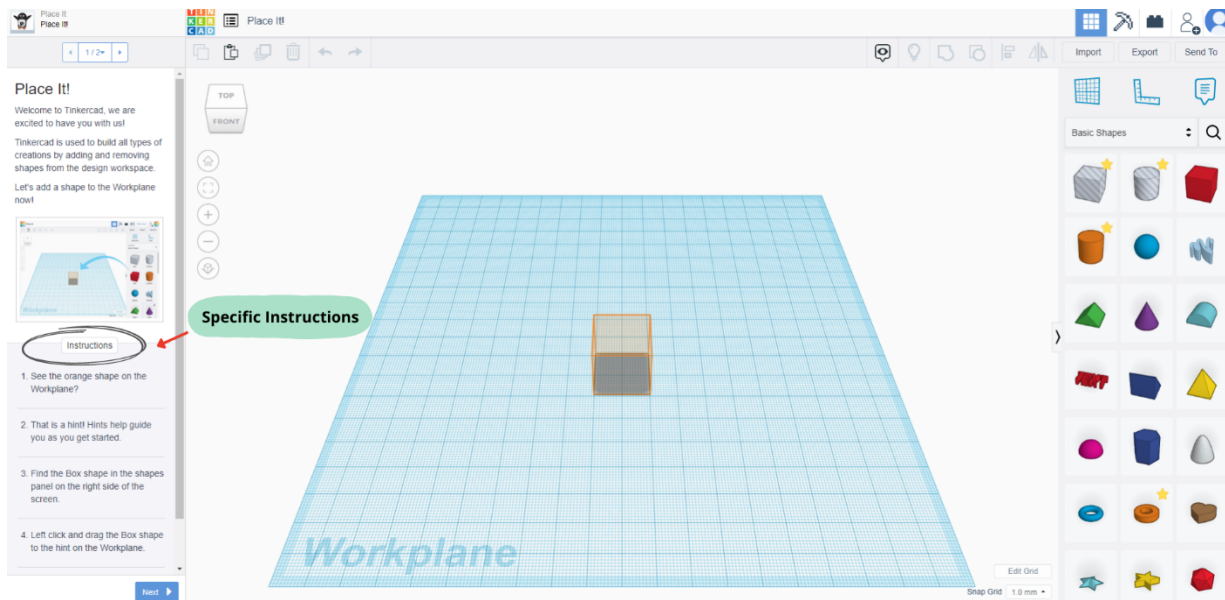 Place It
Place It!
TIN
KER
CAD
Place It!
1 / 2
Import
Export
Send To
Place It!
Welcome to Tinkercad, we are
excited to have you with us!
Tinkercad is used to build all types of
creations by adding and removing
shapes from the design workspace.
Let's add a shape to the Workplane
now!
Specific Instructions
Instructions
1. See the orange shape on the
Workplane?
2. That is a hint! Hints help guide
you as you get started.
3. Find the Box shape in the shapes
panel on the right side of the
screen.
4. Left click and drag the Box shape
to the hint on the Workplane.
Next
TOP
FRONT
Workplane
Workplane
Edit Grid
Snap Grid 1.0 mm
Basic Shapes